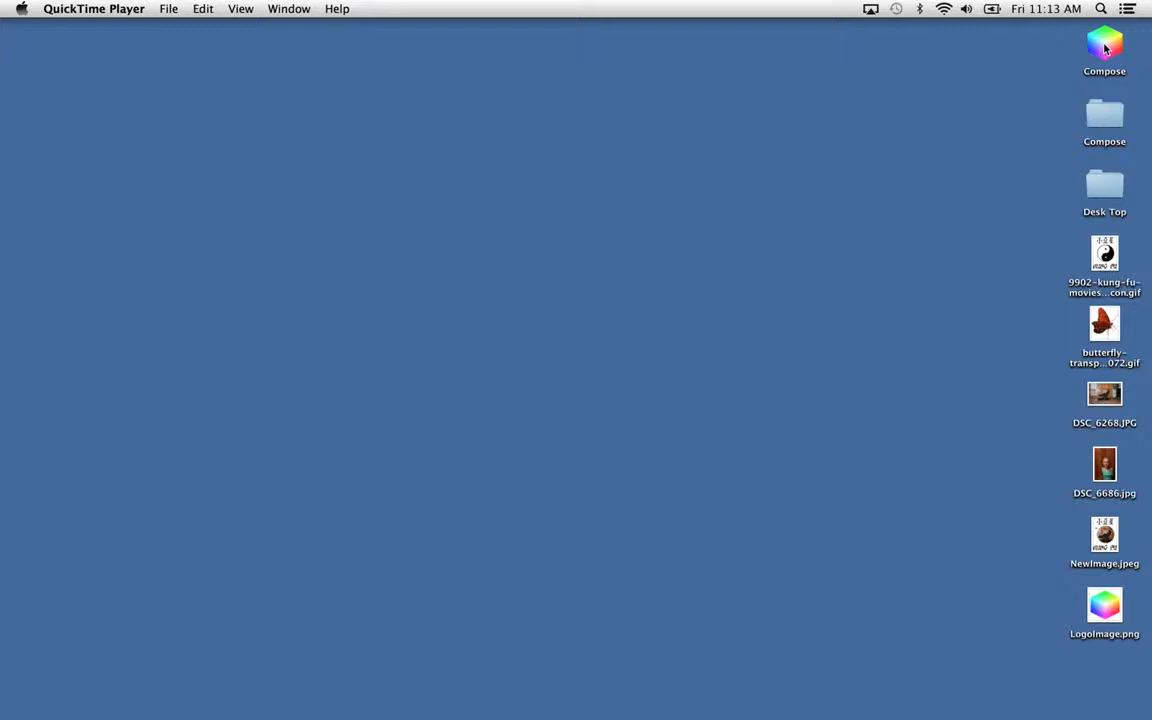 QuickTime Player File Edit View Window Help Fri 11:13 AM
Compose
Compose
Desk Top
9902-kung-fu-
movies...con.gif
butterfly-
transp...072.gif
DSC_6268.JPG
DSC_6686.jpg
NewImage.jpeg
LogoImage.png